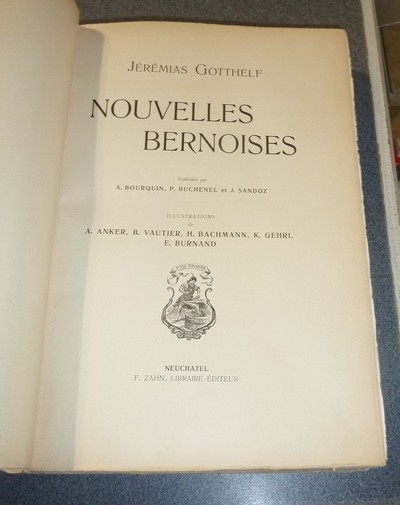 JÉRÉMIAS GOTTHELF
NOUVELLES
BERNOISES
Traduites par
A. BOURQUIN, P. BUCHENEL et J. SANDOZ
ILLUSTRATIONS
de
A. ANKER, B. VAUTIER, H. BACHMANN, K. GEHRI,
E. BURNAND
NEUCHATEL
F. ZAHN, LIBRAIRE-ÉDITEUR